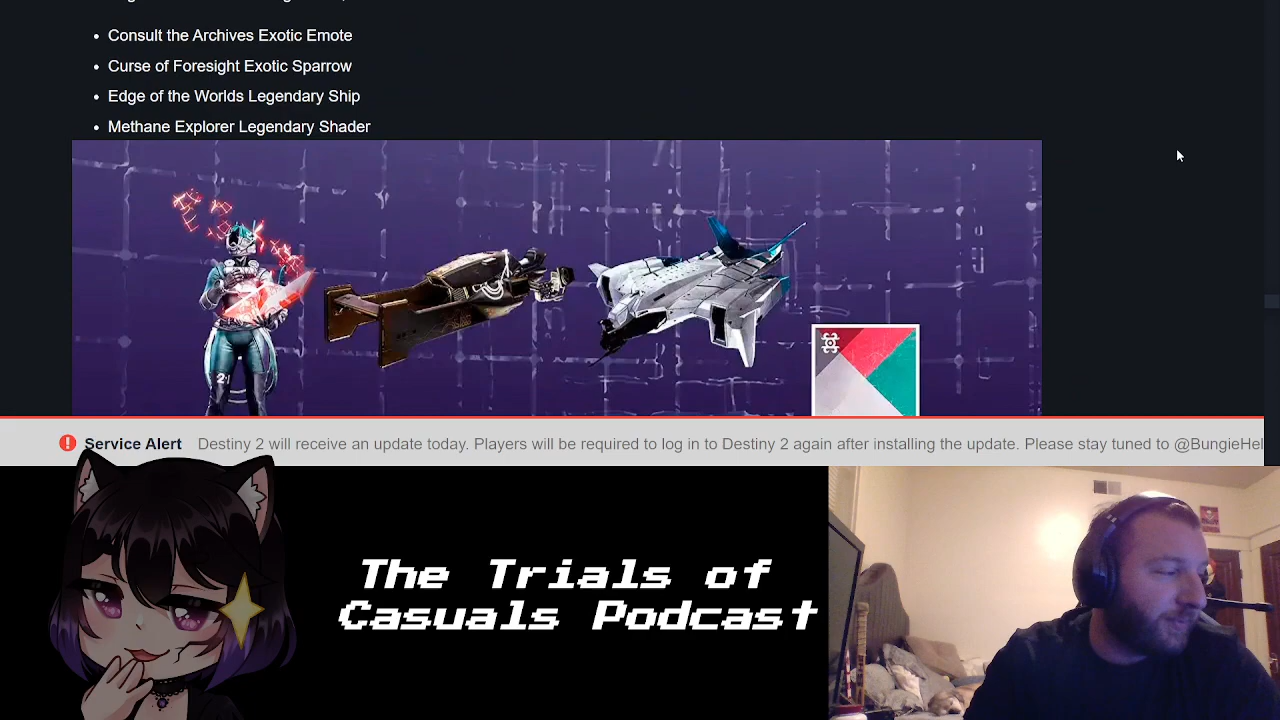 Consult the Archives Exotic Emote
Curse of Foresight Exotic Sparrow
Edge of the Worlds Legendary Ship
Methane Explorer Legendary Shader
Service Alert Destiny 2 will receive an update today. Players will be required to log in to Destiny 2 again after installing the update. Please stay tuned to @BungieHel
The Trials of
Casuals Podcast